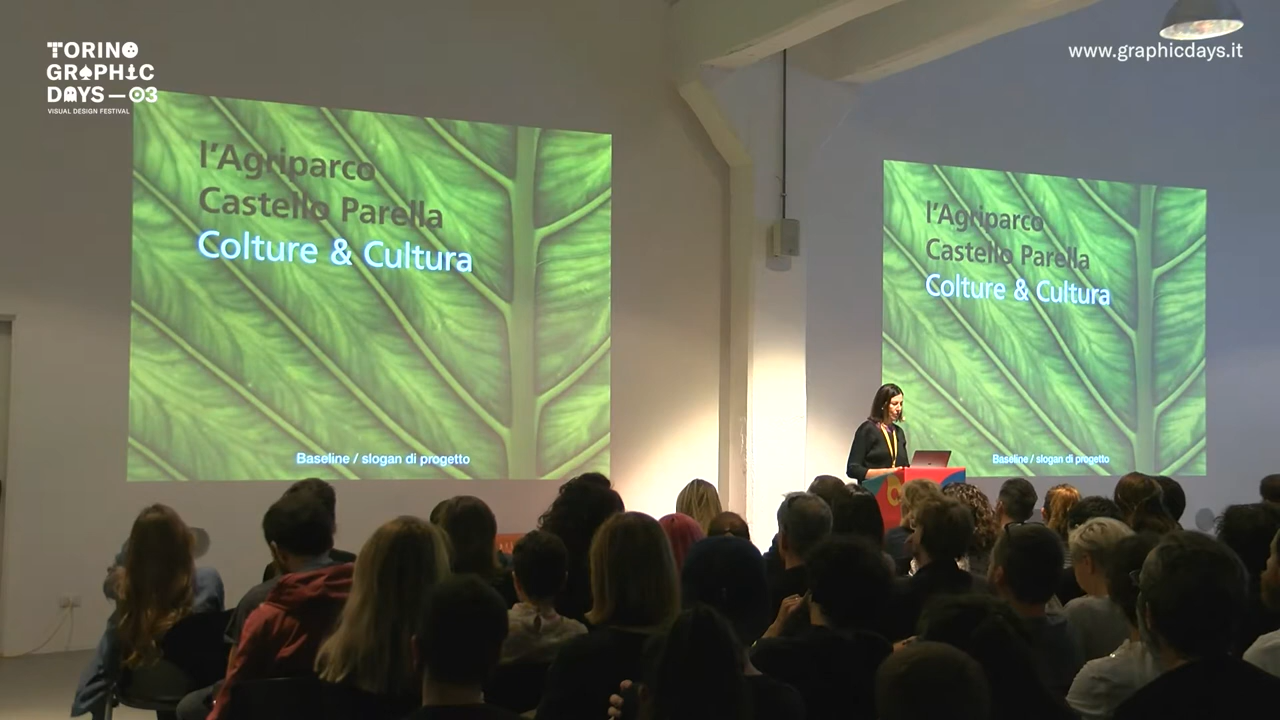 TORINO
GRAPHIC
DAYS—03
VISUAL DESIGN FESTIVAL
www.graphicdays.it
l'Agriparco
Castello Parella
Colture & Cultura
Baseline / slogan di progetto
l'Agriparco
Castello Parella
Colture & Cultura
Baseline / slogan di progetto